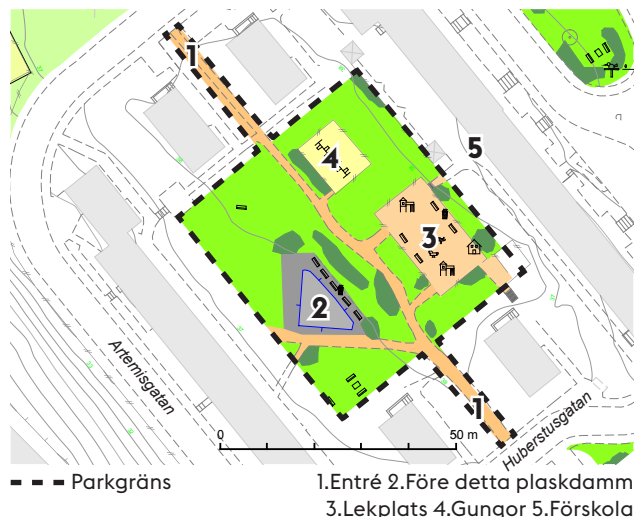 1
4
5
3
2
Artemisgatan
1
Huberstusgatan
0
50 m
Parkgräns
1.Entré 2.Före detta plaskdamm
3.Lekplats 4.Gungor 5.Förskola